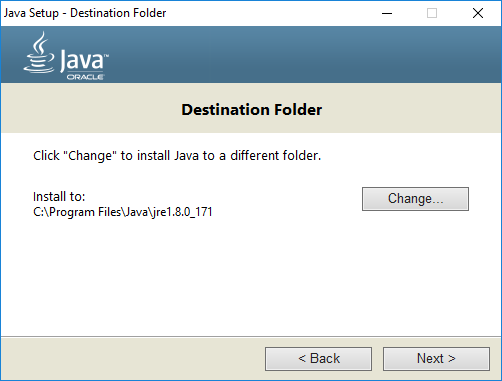 Java Setup - Destination Folder
Java™
ORACLE
Destination Folder
Click "Change" to install Java to a different folder.
Install to:
C:\Program Files\Java\jre1.8.0_171
Change...
< Back
Next >